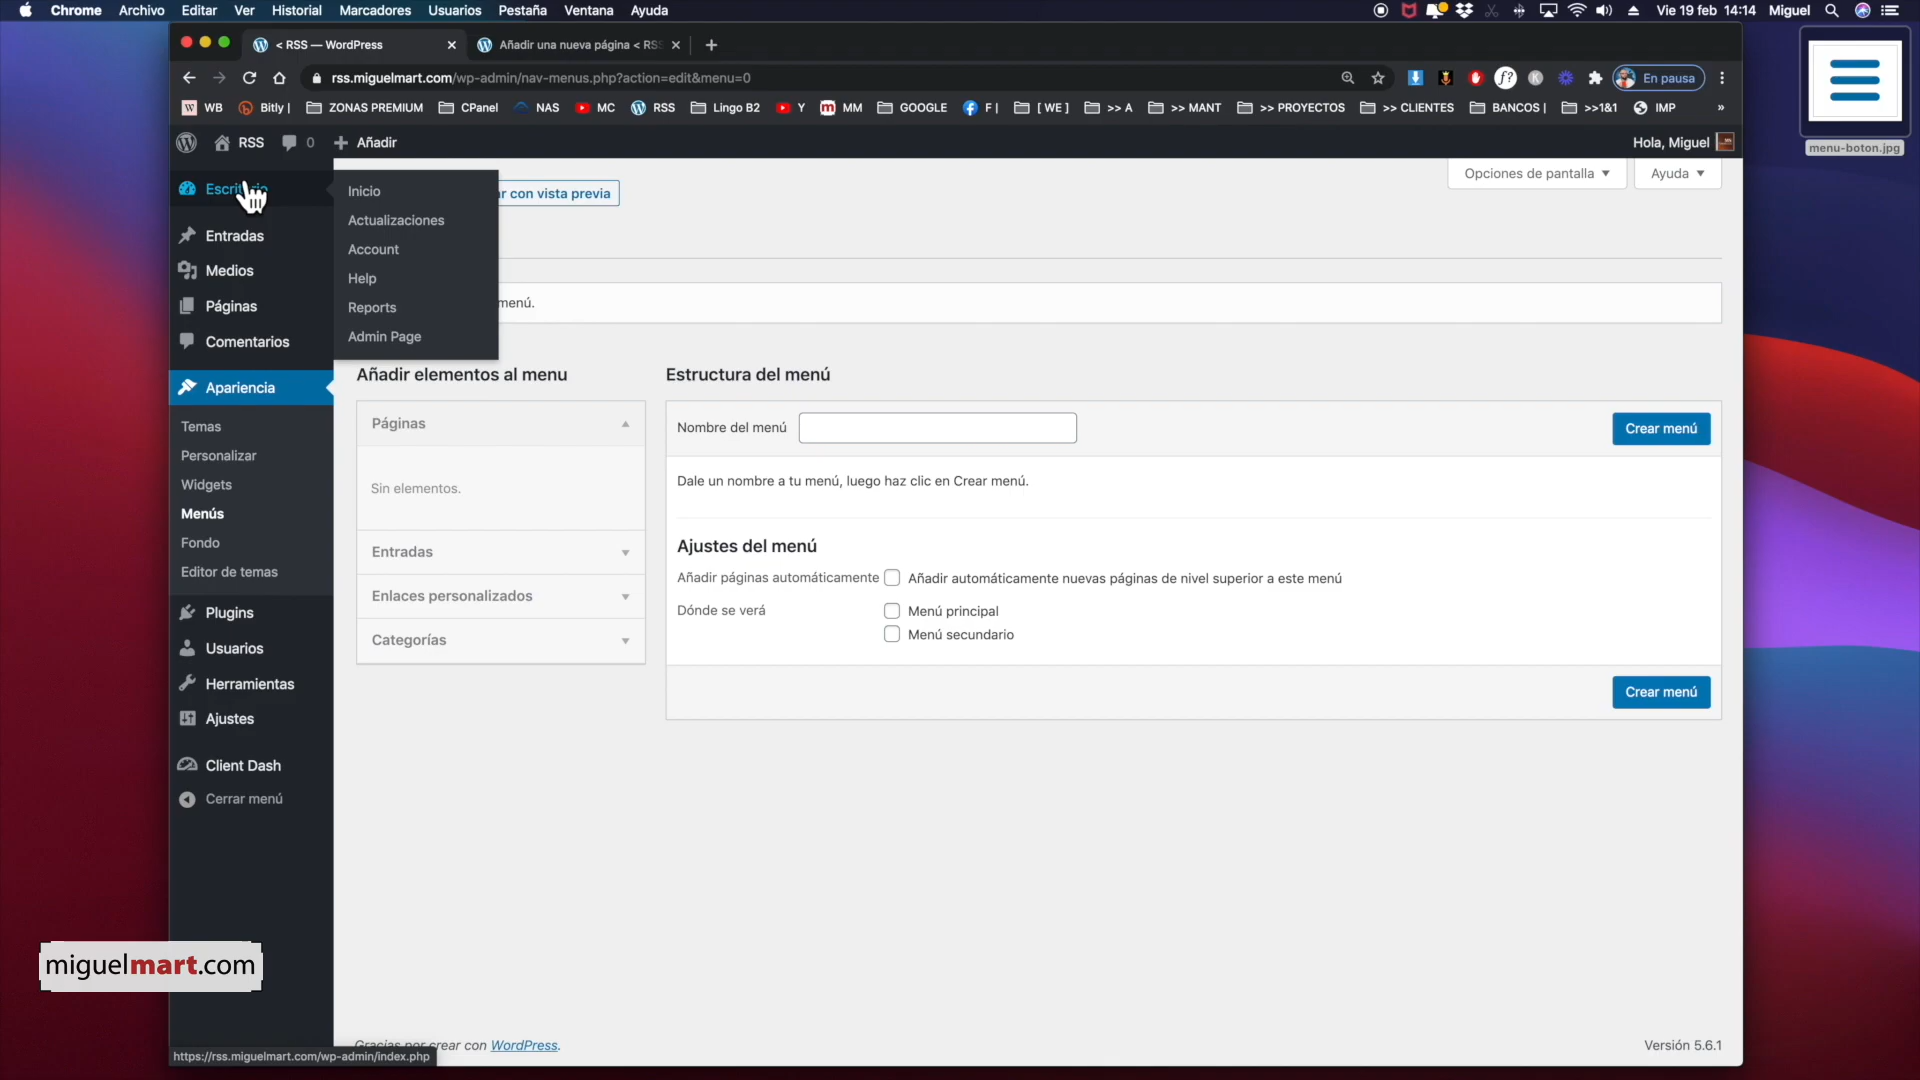 Chrome Archivo Editar Ver Historial Marcadores Usuarios Pestaña Ventana Ayuda Vie 19 feb 14:14 Miguel
< RSS — WordPress
Añadir una nueva página < RSS
rss.miguelmart.com/wp-admin/nav-menus.php?action=edit&menu=0
En pausa
WB Bitly | ZONAS PREMIUM CPanel NAS MC RSS Lingo B2 Y MM GOOGLE F | [ WE ] >> A >> MANT >> PROYECTOS >> CLIENTES BANCOS | >>1&1 IMP »
menu-boton.jpg
RSS 0 Añadir
Hola, Miguel
Opciones de pantalla
Ayuda
Entradas
Medios
Páginas
Comentarios
Apariencia
Temas
Personalizar
Widgets
Menús
Fondo
Editor de temas
Plugins
Usuarios
Herramientas
Ajustes
Client Dash
Cerrar menú
Inicio
Actualizaciones
Account
Help
Reports
Admin Page
con vista previa
menú.
Añadir elementos al menu
Páginas
Sin elementos.
Entradas
Enlaces personalizados
Categorías
Estructura del menú
Nombre del menú
Crear menú
Dale un nombre a tu menú, luego haz clic en Crear menú.
Ajustes del menú
Añadir páginas automáticamente
Añadir automáticamente nuevas páginas de nivel superior a este menú
Dónde se verá
Menú principal
Menú secundario
Crear menú
miguelmart.com
Gracias por crear con WordPress.
Versión 5.6.1
https://rss.miguelmart.com/wp-admin/index.php